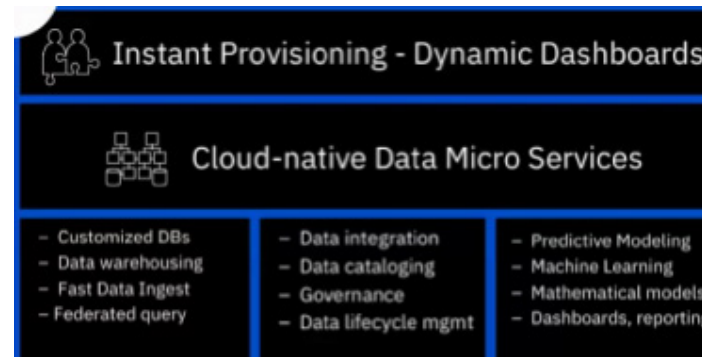 Instant Provisioning - Dynamic Dashboards
Cloud-native Data Micro Services
– Customized DBs
– Data warehousing
– Fast Data Ingest
– Federated query
– Data integration
– Data cataloging
– Governance
– Data lifecycle mgmt
– Predictive Modeling
– Machine Learning
– Mathematical models
– Dashboards, reporting